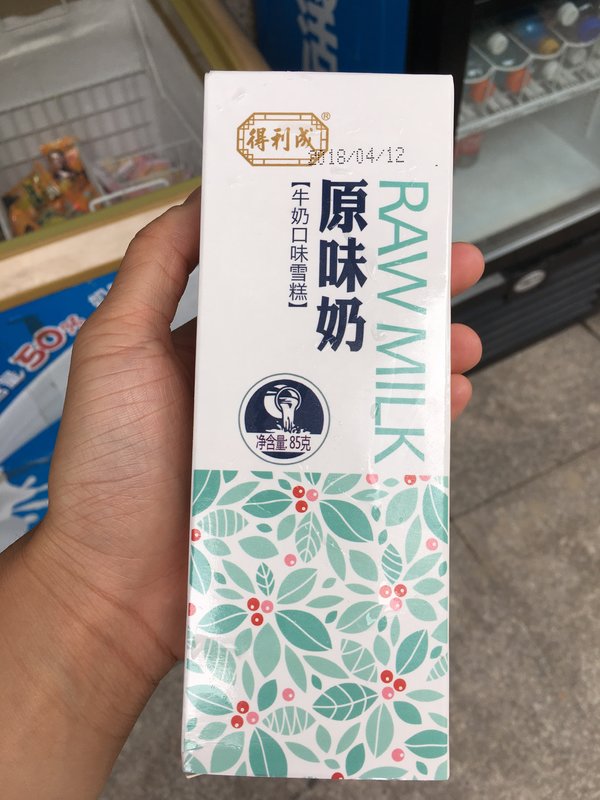 得利成®
2018/04/12
原味奶
【牛奶口味雪糕】
RAW MILK
净含量:85克
50%